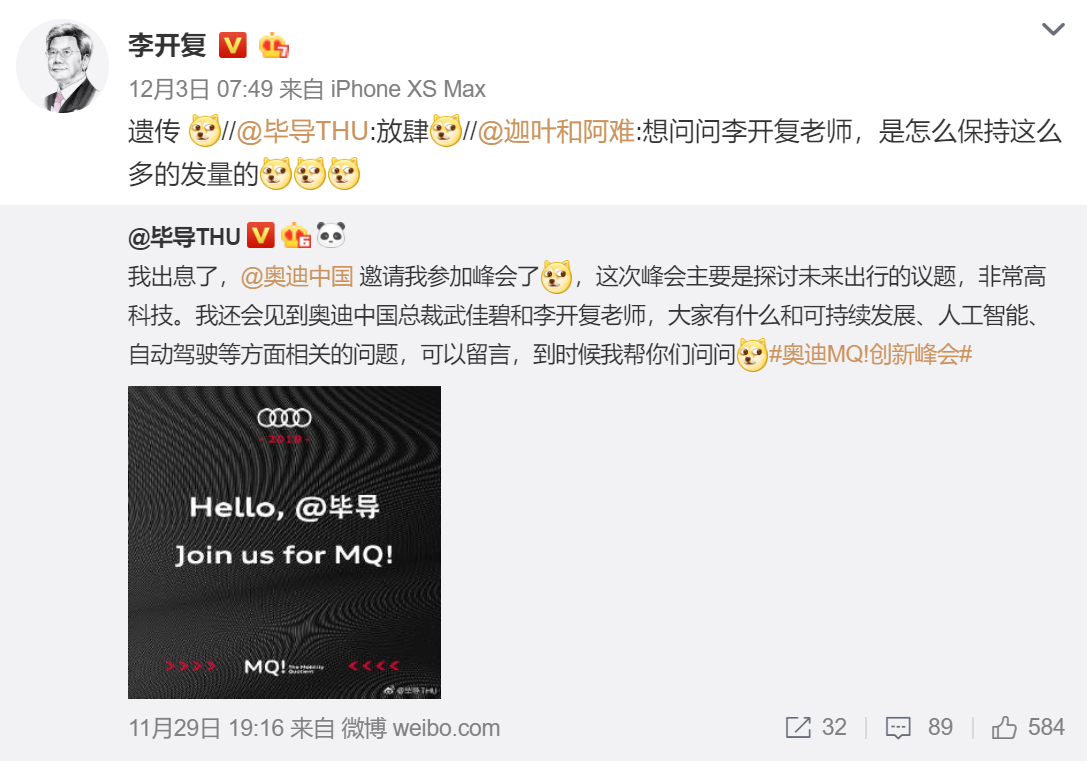 李开复
12月3日 07:49 来自 iPhone XS Max
遗传 //@毕导THU:放肆//@迦叶和阿难:想问问李开复老师，是怎么保持这么
多的发量的
@毕导THU
我出息了，@奥迪中国 邀请我参加峰会了，这次峰会主要是探讨未来出行的议题，非常高
科技。我还会见到奥迪中国总裁武佳碧和李开复老师，大家有什么和可持续发展、人工智能、
自动驾驶等方面相关的问题，可以留言，到时候我帮你们问问#奥迪MQ!创新峰会#
- 2018 -
Hello, @毕导
Join us for MQ!
>>>> MQ! The Mobility Quotient <<<<
@毕导THU
11月29日 19:16 来自 微博 weibo.com
32 89 584